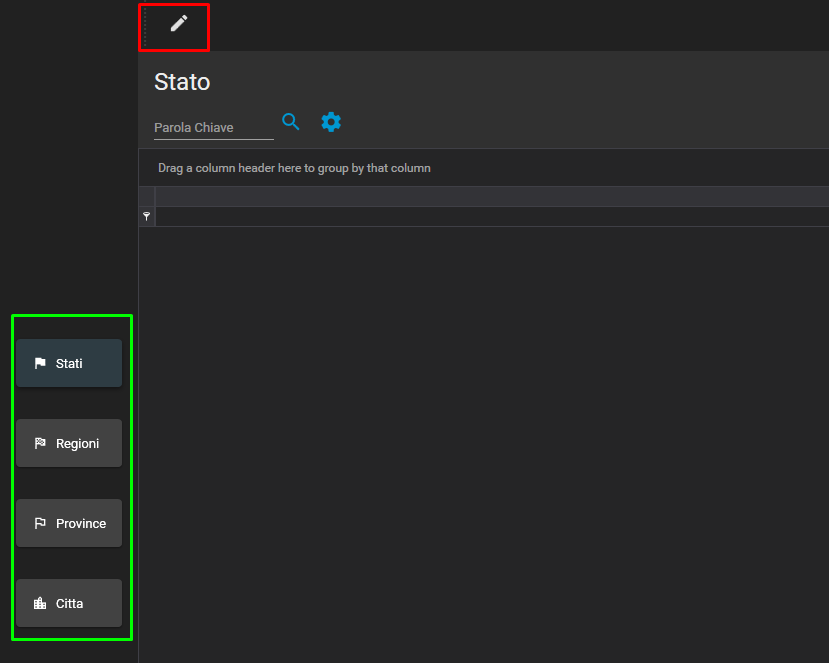 Stato
Parola Chiave
Drag a column header here to group by that column
Stati
Regioni
Province
Citta